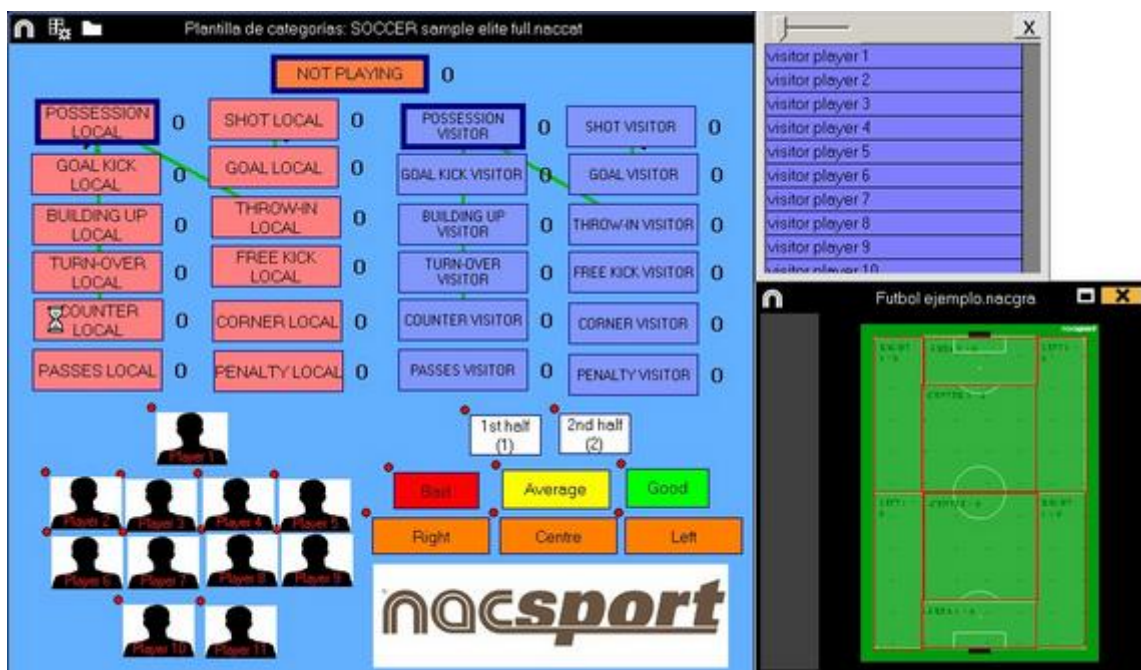 Plantilla de categorias: SOCCER sample elite full.naccat
NOT PLAYING 0
POSSESSION
LOCAL 0
SHOT LOCAL 0
POSSESSION
VISITOR 0
SHOT VISITOR 0
GOAL KICK
LOCAL 0
GOAL LOCAL 0
GOAL KICK VISITOR 0
GOAL VISITOR 0
BUILDING UP
LOCAL 0
THROW-IN
LOCAL 0
BUILDING UP
VISITOR 0
THROW-IN VISITOR 0
TURN-OVER
LOCAL 0
FREE KICK
LOCAL 0
TURN-OVER
VISITOR 0
FREE KICK VISITOR 0
COUNTER
LOCAL 0
CORNER LOCAL 0
COUNTER VISITOR 0
CORNER VISITOR 0
PASSES LOCAL 0
PENALTY LOCAL 0
PASSES VISITOR 0
PENALTY VISITOR 0
Player 1
1st half
(1)
2nd half
(2)
Player 2 Player 3 Player 4 Player 5
Bad Average Good
Player 6 Player 7 Player 8 Player 9
Right Centre Left
Player 10 Player 11
nacsport
X
visitor player 1
visitor player 2
visitor player 3
visitor player 4
visitor player 5
visitor player 6
visitor player 7
visitor player 8
visitor player 9
visitor player 10
Futbol ejemplo.nacgra X
nacsport